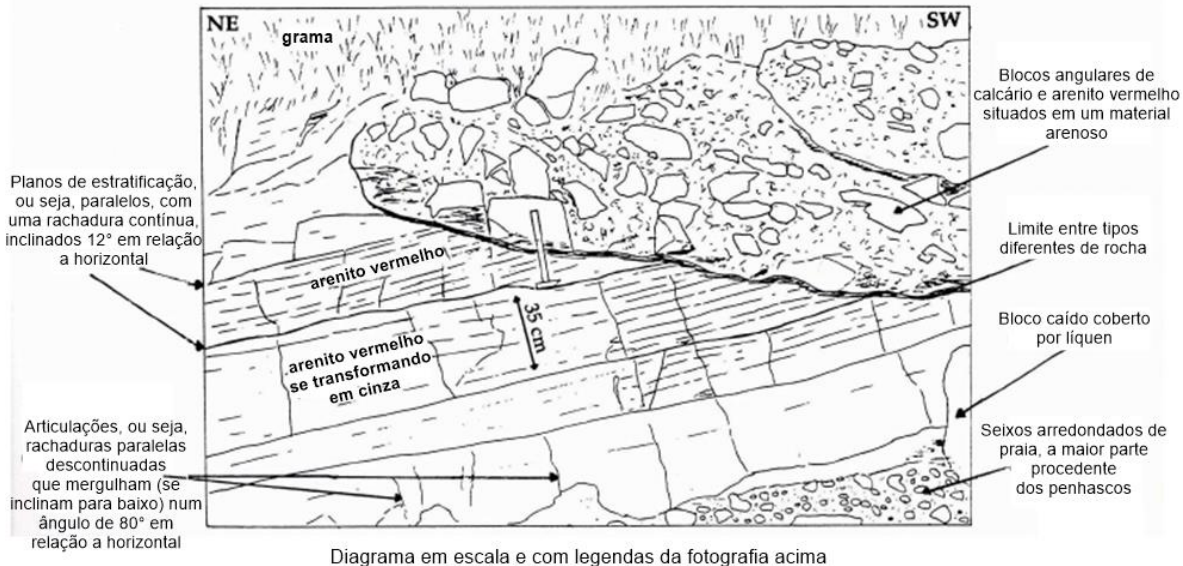 NE
SW
grama
Blocos angulares de
calcário e arenito vermelho
situados em um material
arenoso
Planos de estratificação,
ou seja, paralelos, com
uma rachadura contínua,
inclinados 12° em relação
a horizontal
Limite entre tipos
diferentes de rocha
arenito vermelho
35 cm
Bloco caído coberto
por líquen
arenito vermelho
se transformando
em cinza
Articulações, ou seja,
rachaduras paralelas
descontinuadas
que mergulham (se
inclinam para baixo) num
ângulo de 80° em
relação a horizontal
Seixos arredondados de
praia, a maior parte
procedente
dos penhascos
Diagrama em escala e com legendas da fotografia acima